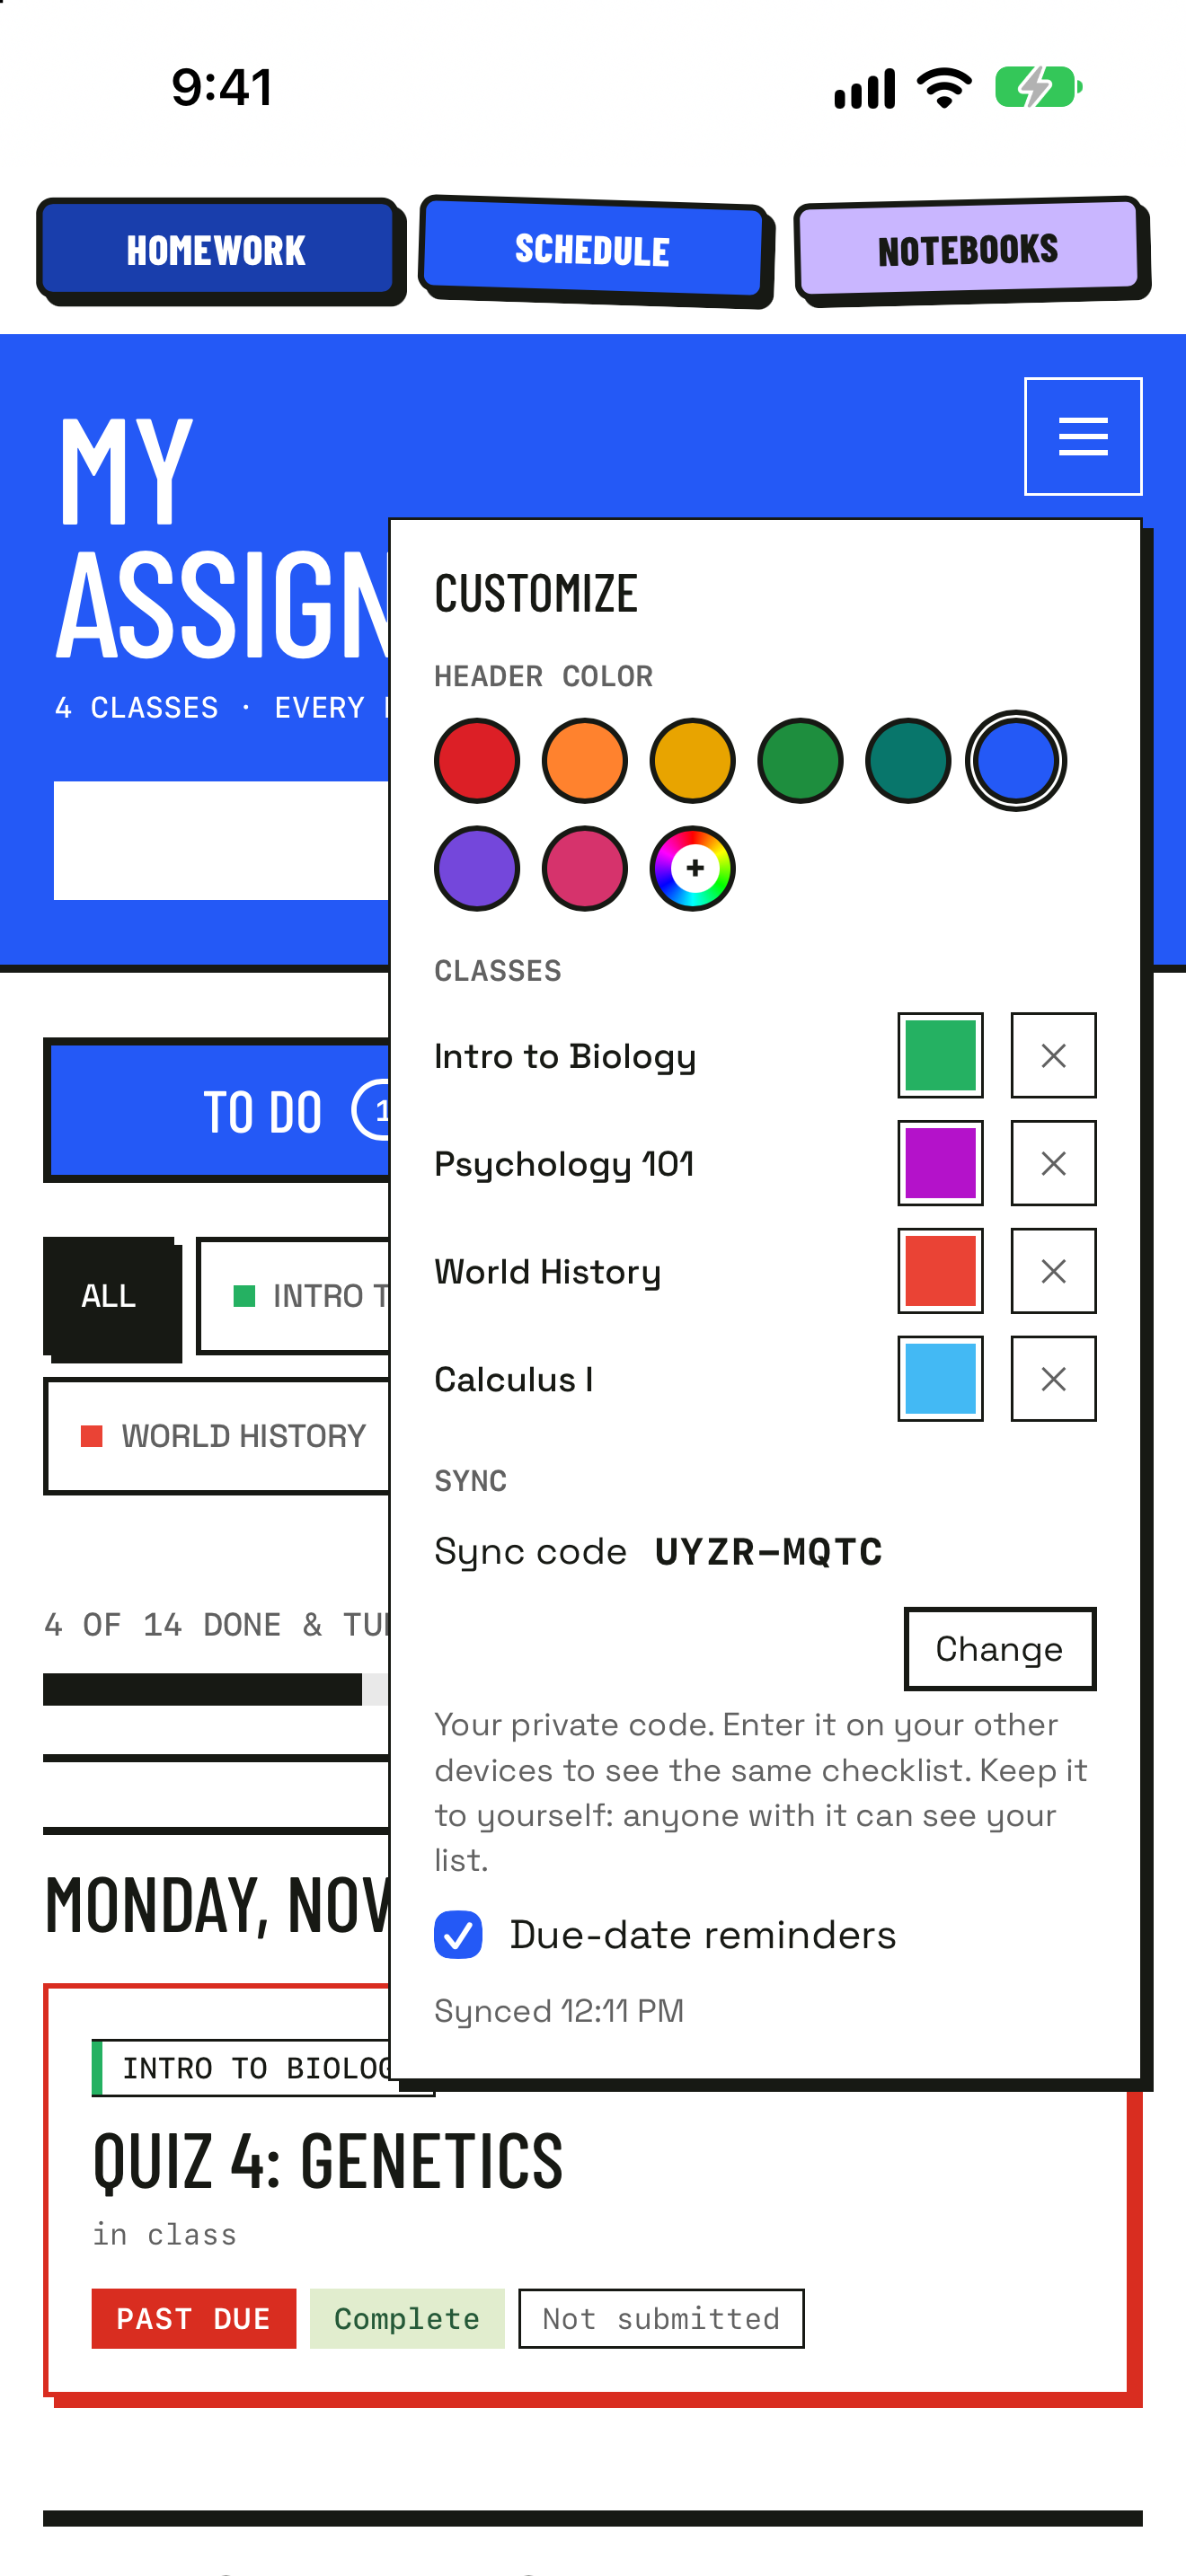 9:41
HOMEWORK
SCHEDULE
NOTEBOOKS
MY
4 CLASSES · EVERY
CUSTOMIZE
HEADER COLOR
+
CLASSES
Intro to Biology
Psychology 101
World History
Calculus I
SYNC
Sync code UYZR-MQTC
Change
Your private code. Enter it on your other
devices to see the same checklist. Keep it
to yourself: anyone with it can see your
list.
Due-date reminders
Synced 12:11 PM
TO DO
ALL
INTRO
WORLD HISTORY
4 OF 14 DONE &
MONDAY,
INTRO TO
QUIZ 4: GENETICS
in class
PAST DUE
Complete
Not submitted